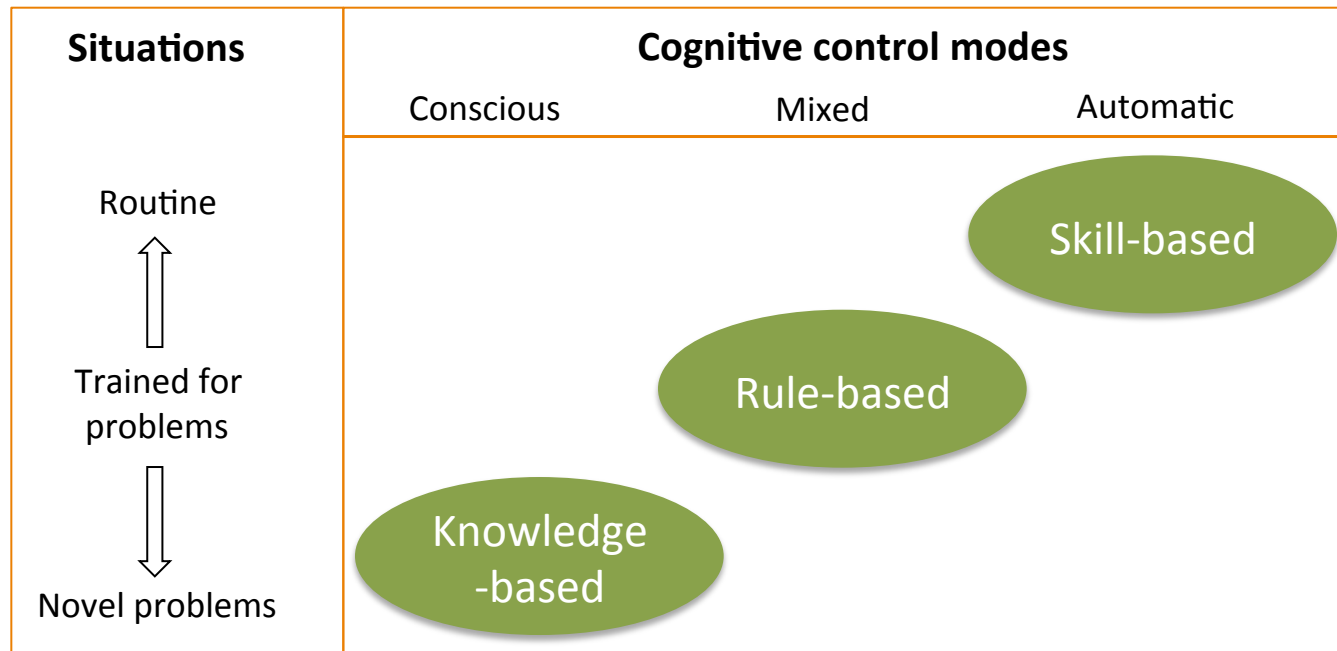 Situations
Cognitive control modes
Conscious
Mixed
Automatic
Routine
Skill-based
Trained for
problems
Rule-based
Knowledge
-based
Novel problems